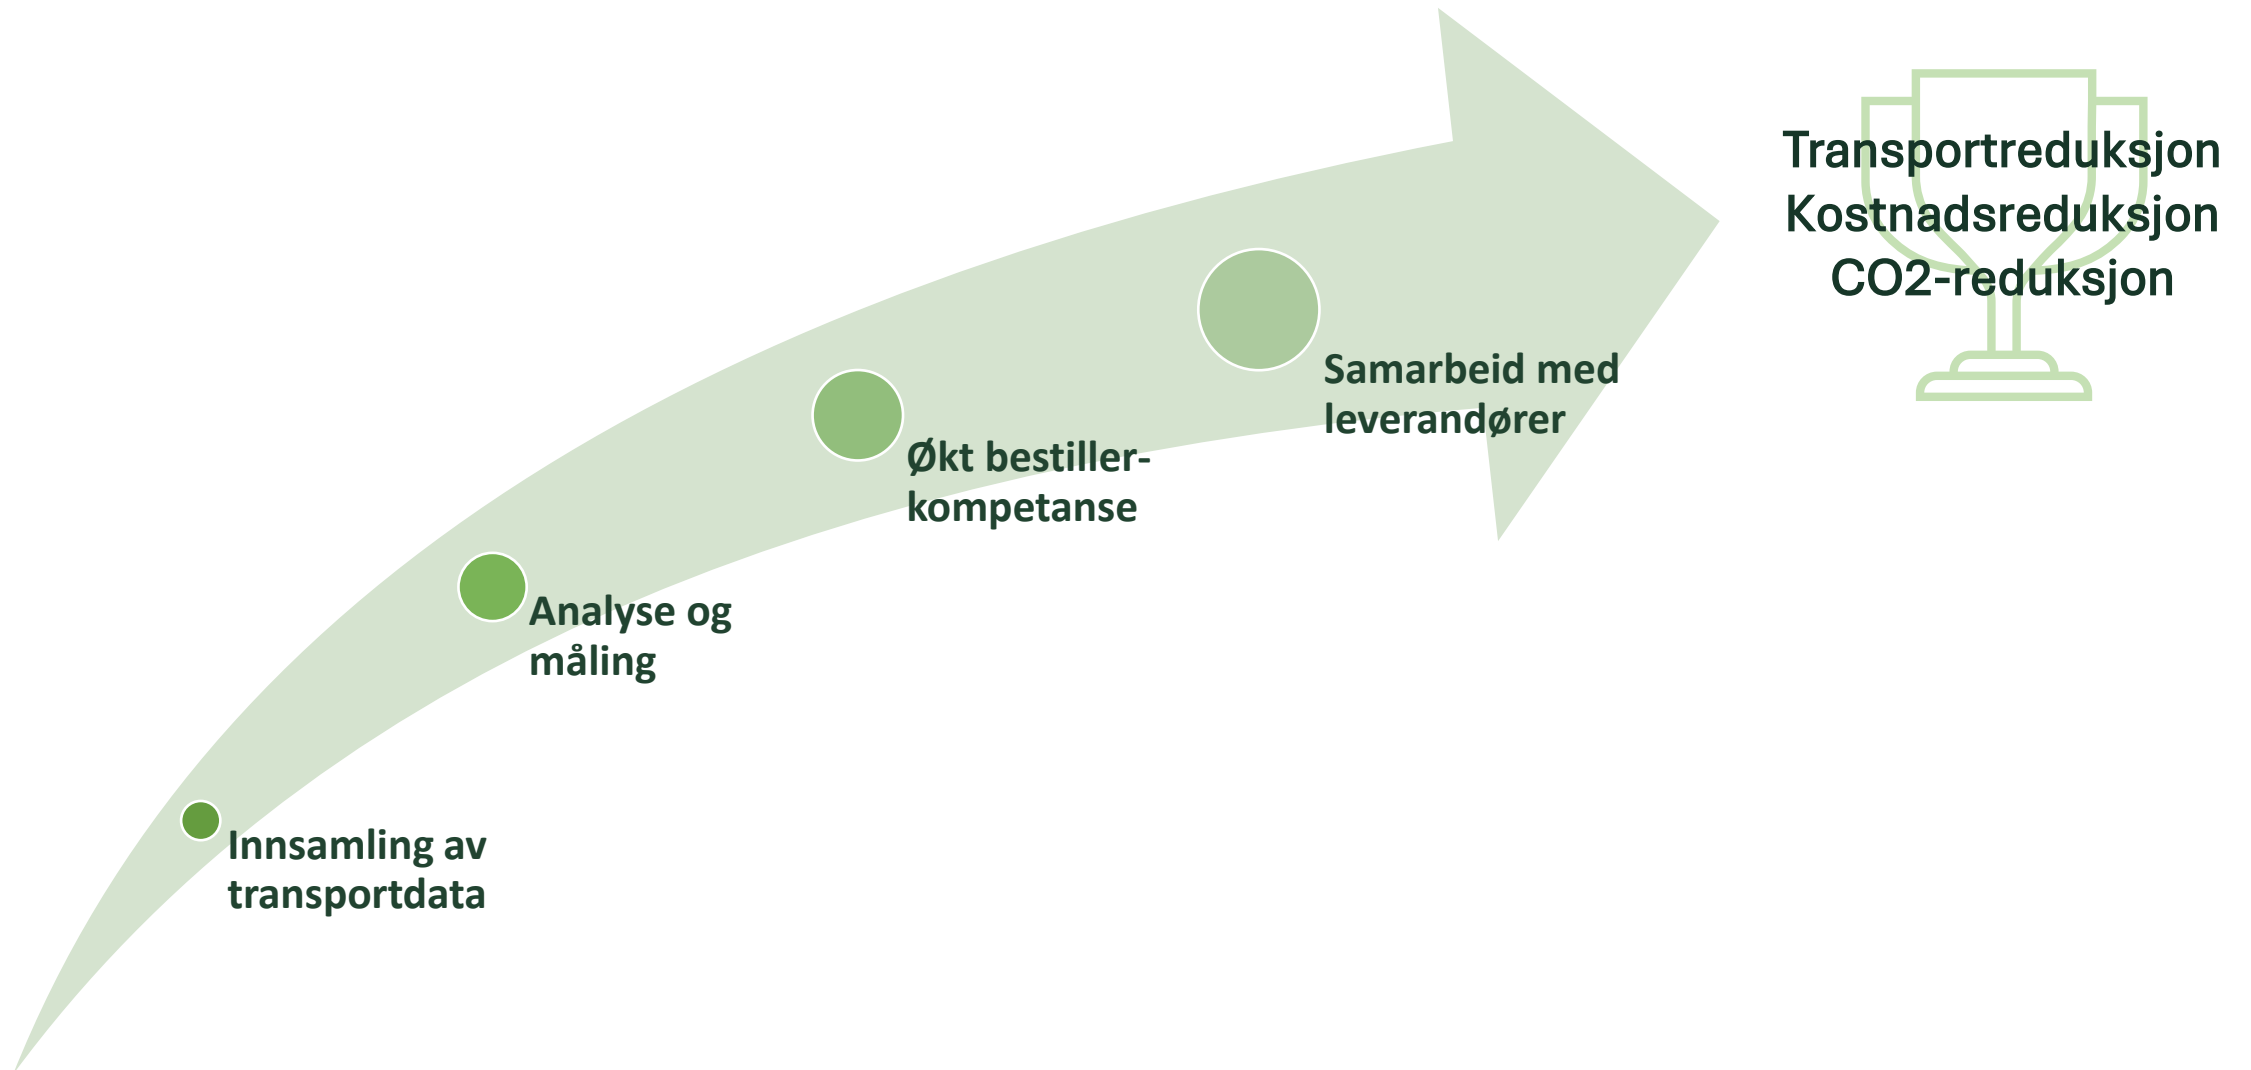 Transportreduksjon
Kostnadsreduksjon
CO2-reduksjon
Samarbeid med
leverandører
Økt bestiller-
kompetanse
Analyse og
måling
Innsamling av
transportdata